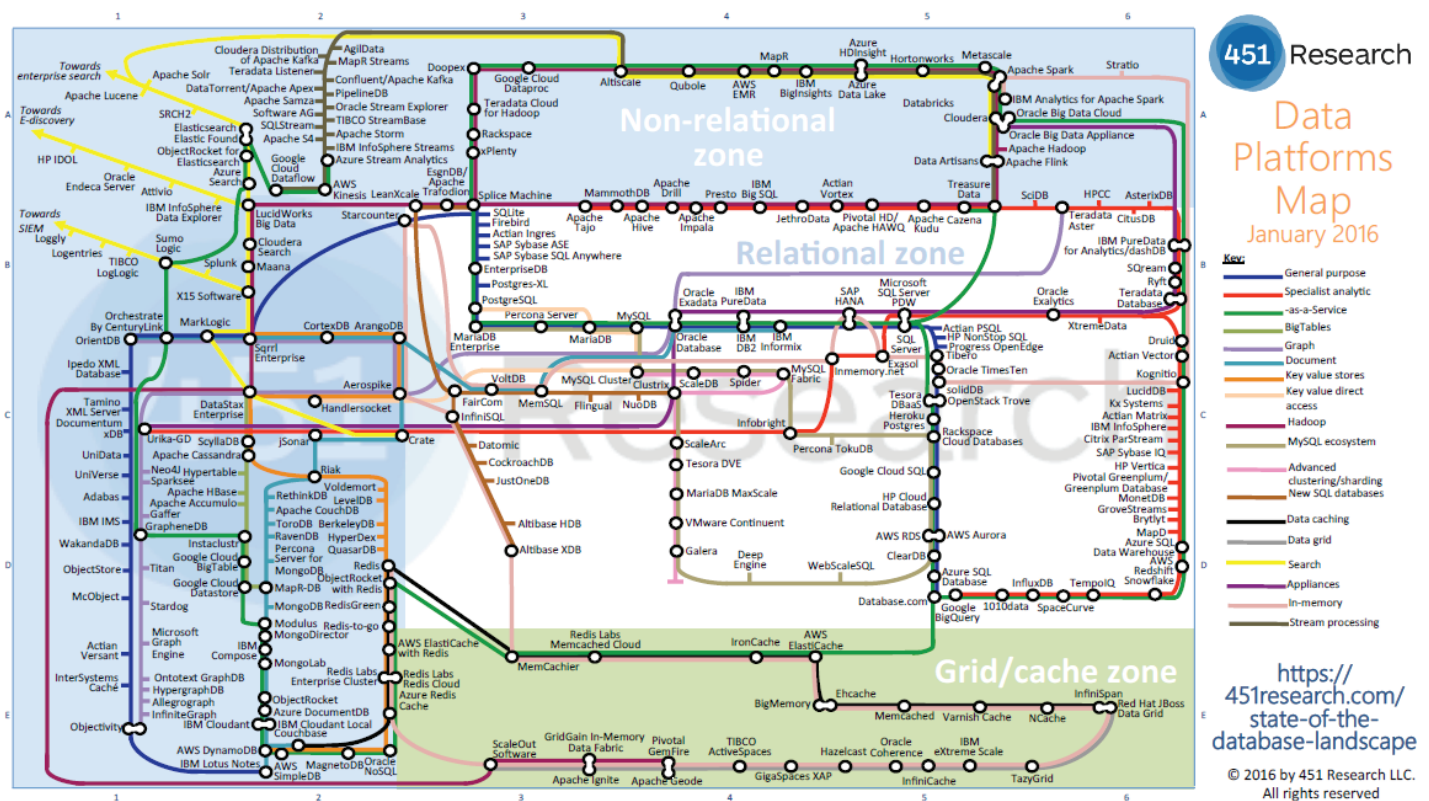 1
2
3
4
5
6
A
B
C
D
E
A
B
C
D
E
1
2
3
4
5
6
Towards
enterprise search
Apache Solr
Apache Lucene
Towards
E-discovery
SRCH2
Elasticsearch
Elastic Found
ObjectRocket for
Elasticsearch
Azure
Search
HP IDOL
Oracle
Endeca Server
Attivio
IBM InfoSphere
Data Explorer
Towards
SIEM
Loggly
Logentries
TIBCO
LogLogic
Sumo
Logic
Splunk
X15 Software
LucidWorks
Big Data
Cloudera
Search
Maana
Cloudera Distribution
of Apache Kafka
Teradata Listener
DataTorrent/Apache Apex
Apache Samza
Software AG
SQLStream
Apache S4
Google
Cloud
Dataflow
AgilData
MapR Streams
Confluent/Apache Kafka
PipelineDB
Oracle Stream Explorer
TIBCO StreamBase
Apache Storm
IBM InfoSphere Streams
Azure Stream Analytics
AWS
Kinesis
LeanXcale
EsgnDB/
Apache
Trafodion
Starcounter
Doopex
Google Cloud
Dataproc
Teradata Cloud
for Hadoop
Rackspace
xPlenty
Splice Machine
Altiscale
Qubole
AWS
EMR
MapR
IBM
BigInsights
Azure
HDInsight
Azure
Data Lake
Hortonworks
Metascale
Apache Spark
Stratio
Databricks
Cloudera
IBM Analytics for Apache Spark
Oracle Big Data Cloud
Oracle Big Data Appliance
Apache Hadoop
Data Artisans
Apache Flink
Non-relational
zone
MammothDB
Apache
Tajo
Apache
Hive
Apache
Drill
Apache
Impala
Presto
IBM
Big SQL
JethroData
Actian
Vortex
Pivotal HD/
Apache HAWQ
Apache
Kudu
Treasure
Data
Cazena
SciDB
Teradata
Aster
HPCC
CitusDB
AsterixDB
Relational zone
SQLite
Firebird
Actian Ingres
SAP Sybase ASE
SAP Sybase SQL Anywhere
EnterpriseDB
Postgres-XL
PostgreSQL
MariaDB
Enterprise
Percona Server
MariaDB
MySQL
Oracle
Exadata
Oracle
Database
IBM
PureData
IBM
DB2
IBM
Informix
SAP
HANA
Microsoft
SQL Server
PDW
SQL
Server
Oracle
Exalytics
XtremeData
IBM PureData
for Analytics/dashDB
SQream
Ryft
Teradata
Database
Druid
Actian Vector
Kognitio
LucidDB
Kx Systems
Actian Matrix
IBM InfoSphere
Citrix ParStream
SAP Sybase IQ
HP Vertica
Pivotal Greenplum/
Greenplum Database
MonetDB
GroveStreams
Brytlyt
MapD
Azure SQL
Data Warehouse
AWS
Redshift
Snowflake
Actian PSQL
HP NonStop SQL
Progress OpenEdge
Tibero
Oracle TimesTen
solidDB
OpenStack Trove
Tesora
DBaaS
Heroku
Postgres
Rackspace
Cloud Databases
Google Cloud SQL
HP Cloud
Relational Database
AWS RDS
AWS Aurora
ClearDB
Azure SQL
Database
Database.com
Google
BigQuery
1010data
InfluxDB
SpaceCurve
TempoIQ
Inmemory.net
Exasol
Orchestrate
By CenturyLink
OrientDB
MarkLogic
Sqrrl
Enterprise
CortexDB
ArangoDB
Aerospike
Handlersocket
DataStax
Enterprise
Ipedo XML
Database
Tamino
XML Server
Documentum
xDB
Urika-GD
ScyllaDB
Apache Cassandra
jSonar
Crate
Riak
UniData
UniVerse
Adabas
IBM IMS
WakandaDB
ObjectStore
McObject
Actian
Versant
InterSystems
Caché
Objectivity
Neo4J
Sparksee
Hypertable
Apache HBase
Apache Accumulo
Gaffer
GrapheneDB
Titan
Stardog
Microsoft
Graph
Engine
Ontotext GraphDB
HypergraphDB
Allegrograph
InfiniteGraph
Instaclustr
Google Cloud
BigTable
Google Cloud
Datastore
RethinkDB
Apache CouchDB
ToroDB
RavenDB
Percona
Server for
MongoDB
MapR-DB
MongoDB
Modulus
MongoDirector
IBM
Compose
MongoLab
ObjectRocket
Azure DocumentDB
IBM Cloudant
IBM Cloudant Local
Couchbase
AWS DynamoDB
IBM Lotus Notes
AWS
SimpleDB
MagnetoDB
Oracle
NoSQL
Voldemort
LevelDB
BerkeleyDB
HyperDex
QuasarDB
Redis
ObjectRocket
with Redis
RedisGreen
Redis-to-go
AWS ElastiCache
with Redis
Redis Labs
Enterprise Cluster
Redis Labs
Redis Cloud
Azure Redis
Cache
FairCom
InfiniSQL
VoltDB
MemSQL
MySQL Cluster
Clustrix
Flingual
NuoDB
ScaleDB
Spider
MySQL
Fabric
Infobright
Percona TokuDB
ScaleArc
Tesora DVE
MariaDB MaxScale
VMware Continuent
Galera
Deep
Engine
WebScaleSQL
Datomic
CockroachDB
JustOneDB
Altibase HDB
Altibase XDB
MemCachier
Redis Labs
Memcached Cloud
IronCache
AWS
ElastiCache
Grid/cache zone
BigMemory
Ehcache
Memcached
Varnish Cache
NCache
InfiniSpan
Red Hat JBoss
Data Grid
ScaleOut
Software
GridGain In-Memory
Data Fabric
Apache Ignite
Pivotal
GemFire
Apache Geode
TIBCO
ActiveSpaces
GigaSpaces XAP
Hazelcast
Oracle
Coherence
InfiniCache
IBM
eXtreme Scale
TazyGrid
451 Research
451 Research
Data
Platforms
Map
January 2016
Key:
General purpose
Specialist analytic
-as-a-Service
BigTables
Graph
Document
Key value stores
Key value direct
access
Hadoop
MySQL ecosystem
Advanced
clustering/sharding
New SQL databases
Data caching
Data grid
Search
Appliances
In-memory
Stream processing
https://
451research.com/
state-of-the-
database-landscape
© 2016 by 451 Research LLC.
All rights reserved